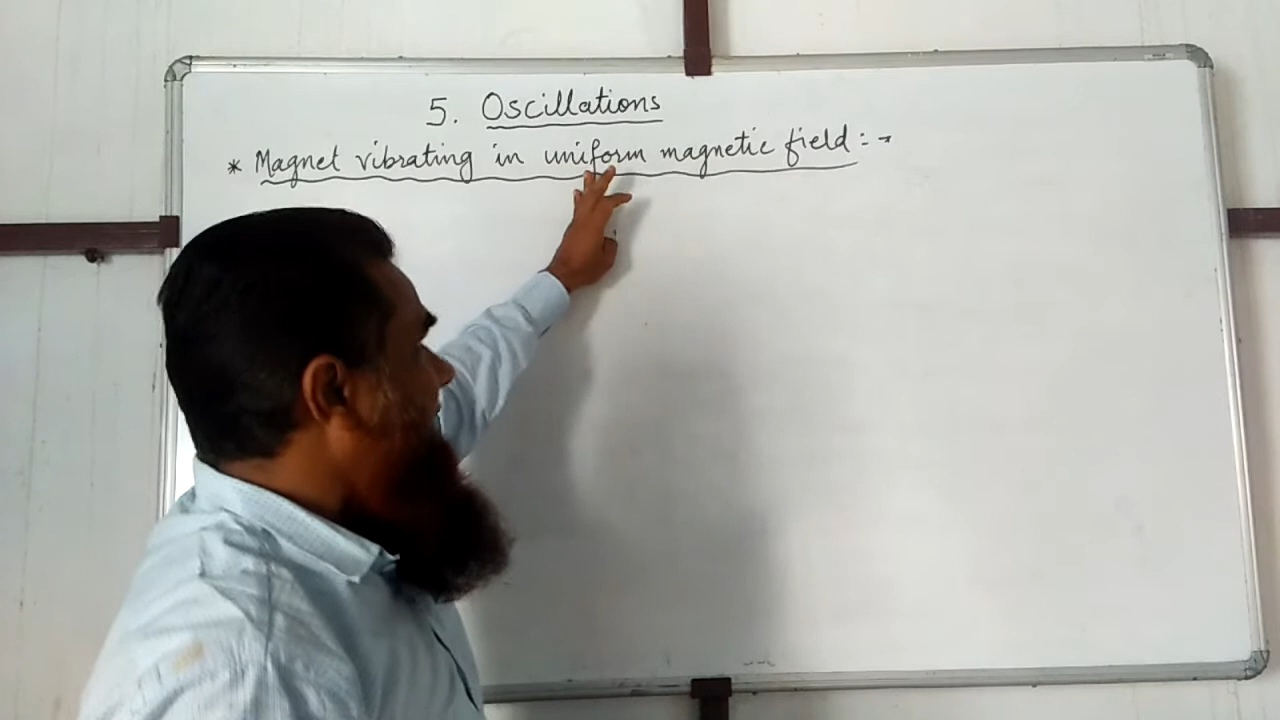 5. Oscillations
* Magnet vibrating in uniform magnetic field :-